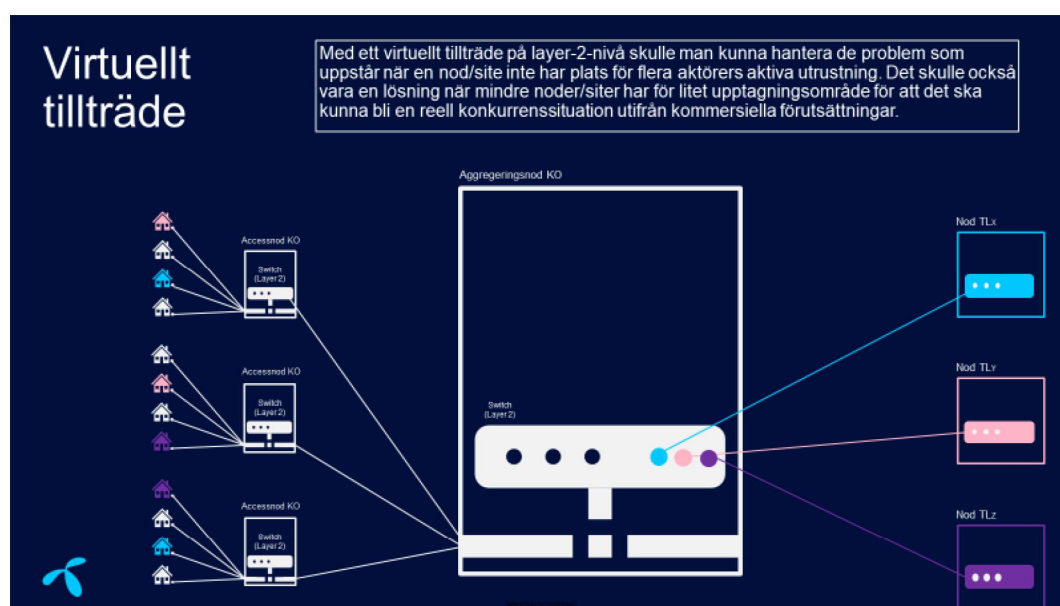 Virtuellt
tillträde
Med ett virtuellt tillträde på layer-2-nivå skulle man kunna hantera de problem som
uppstår när en nod/site inte har plats för flera aktörers aktiva utrustning. Det skulle också
vara en lösning när mindre noder/siter har för litet upptagningsområde för att det ska
kunna bli en reell konkurrenssituation utifrån kommersiella förutsättningar.
Aggregeringsnod KO
Accessnod KO
Switch
(Layer 2)
Accessnod KO
Switch
(Layer 2)
Accessnod KO
Switch
(Layer 2)
Switch
(Layer 2)
Nod TLX
Nod TLY
Nod TLZ